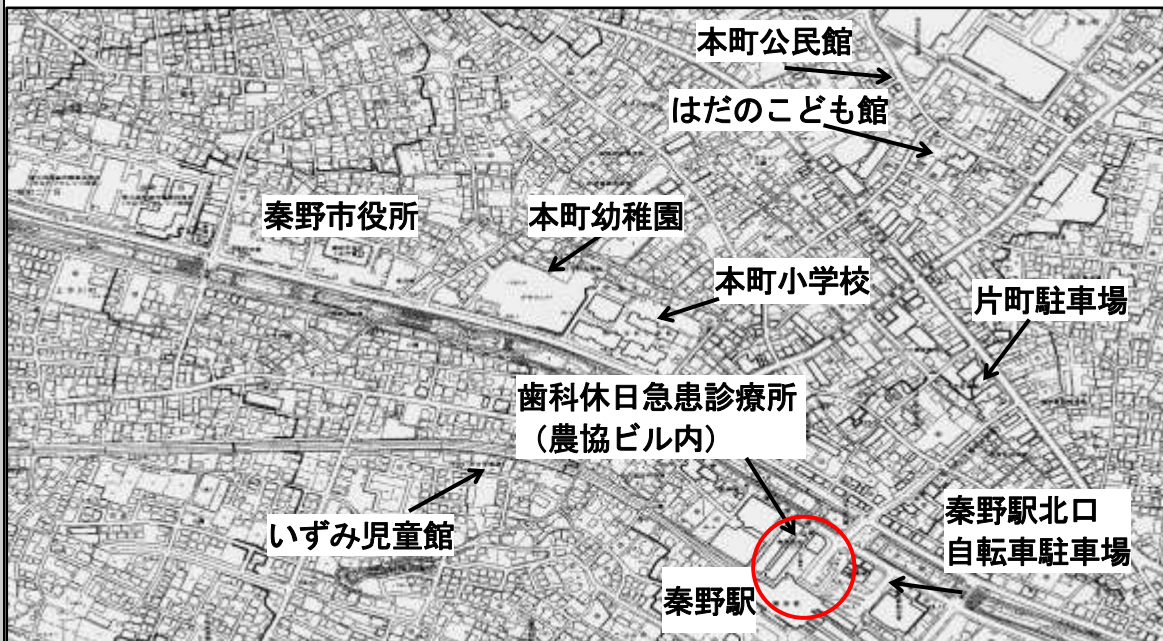 本町公民館
はだのこども館
秦野市役所
本町幼稚園
本町小学校
片町駐車場
歯科休日急患診療所
（農協ビル内）
いずみ児童館
秦野駅北口
自転車駐車場
秦野駅